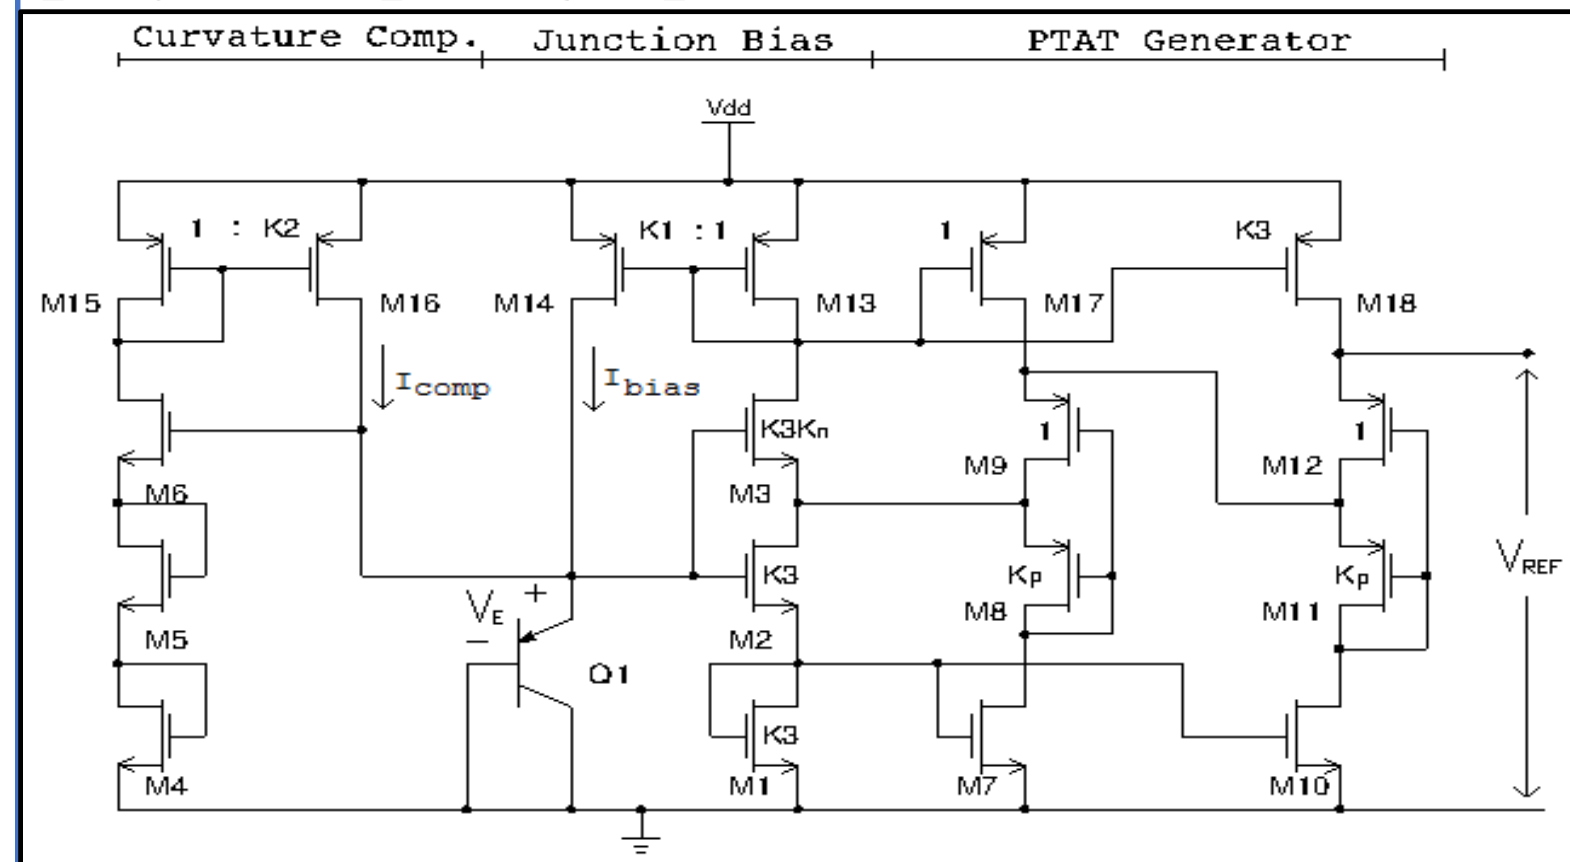 Curvature Comp. Junction Bias PTAT Generator
Vdd
1 : K2 K1 : 1 1 K3
M15 M16 M14 M13 M17 M18
Icomp Ibias
K3Kn 1 1
M6 M3 M9 M12
VE + − K3 Kp Kp VREF
M5 M2 M8 M11
Q1
K3
M4 M1 M7 M10